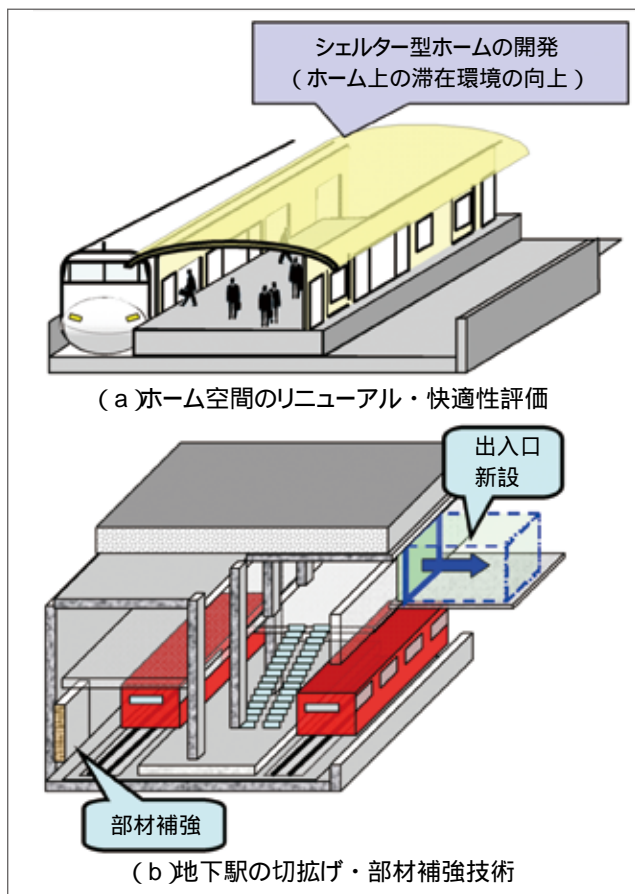 シェルター型ホームの開発
(ホーム上の滞在環境の向上)
(a)ホーム空間のリニューアル・快適性評価
出入口
新設
部材補強
(b)地下駅の切拡げ・部材補強技術